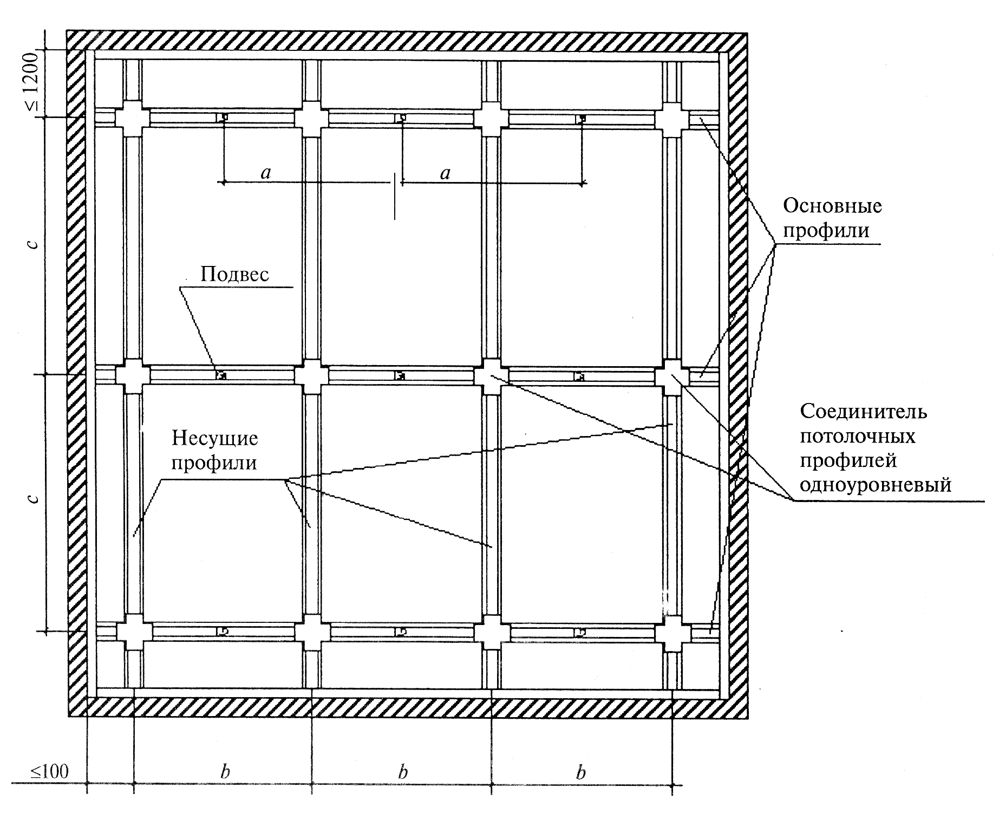 ≤ 1200
a
a
Основные
профили
c
Подвес
Соединитель
потолочных
профилей
одноуровневый
Несущие
профили
c
≤100
b
b
b